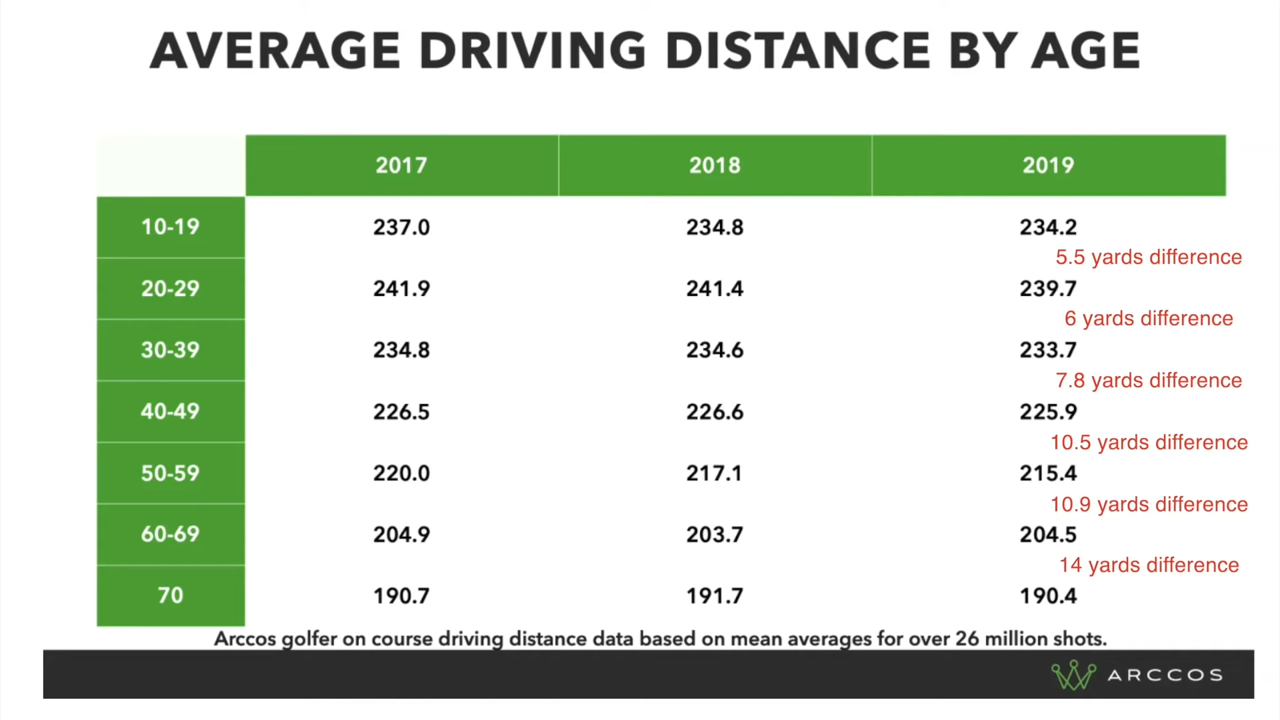 AVERAGE DRIVING DISTANCE BY AGE
2017 2018 2019
10-19 237.0 234.8 234.2
5.5 yards difference
20-29 241.9 241.4 239.7
6 yards difference
30-39 234.8 234.6 233.7
7.8 yards difference
40-49 226.5 226.6 225.9
10.5 yards difference
50-59 220.0 217.1 215.4
10.9 yards difference
60-69 204.9 203.7 204.5
14 yards difference
70 190.7 191.7 190.4
Arccos golfer on course driving distance data based on mean averages for over 26 million shots.
ARCCOS